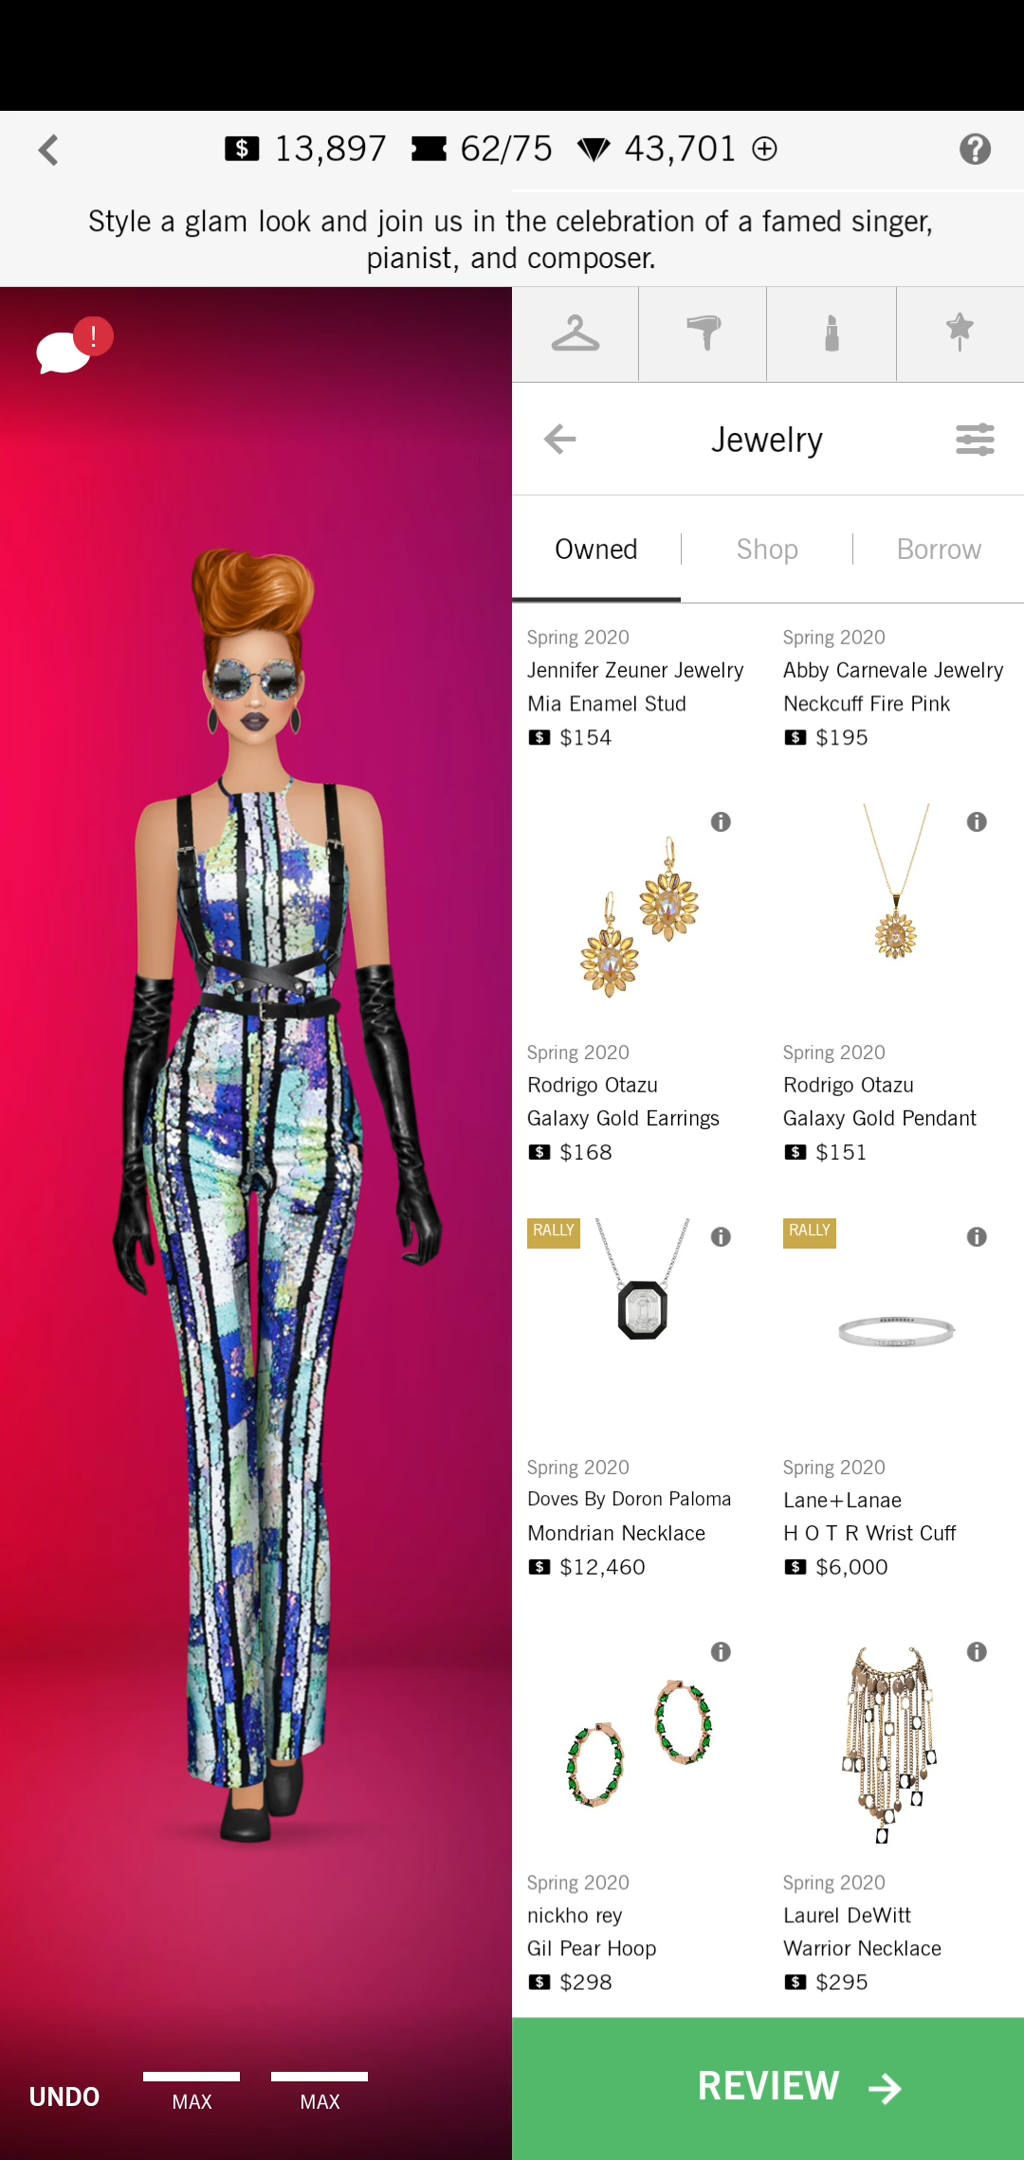 13,897
62/75
43,701
Style a glam look and join us in the celebration of a famed singer,
pianist, and composer.
!
Jewelry
Owned
Shop
Borrow
Spring 2020
Jennifer Zeuner Jewelry
Mia Enamel Stud
$154
Spring 2020
Abby Carnevale Jewelry
Neckcuff Fire Pink
$195
Spring 2020
Rodrigo Otazu
Galaxy Gold Earrings
$168
Spring 2020
Rodrigo Otazu
Galaxy Gold Pendant
$151
RALLY
Spring 2020
Doves By Doron Paloma
Mondrian Necklace
$12,460
RALLY
Spring 2020
Lane+Lanae
H O T R Wrist Cuff
$6,000
Spring 2020
nickho rey
Gil Pear Hoop
$298
Spring 2020
Laurel DeWitt
Warrior Necklace
$295
UNDO
MAX
MAX
REVIEW